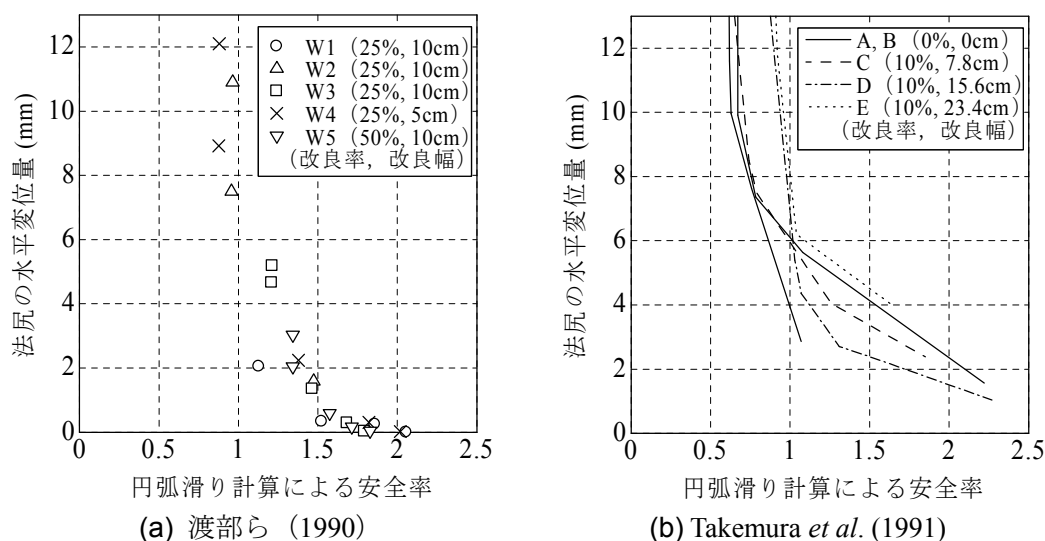 12
10
8
6
4
2
0
0
0.5
1
1.5
2
2.5
法尻の水平変位量 (mm)
円弧滑り計算による安全率
W1 (25%, 10cm)
W2 (25%, 10cm)
W3 (25%, 10cm)
W4 (25%, 5cm)
W5 (50%, 10cm)
(改良率，改良幅)
(a) 渡部ら (1990)
12
10
8
6
4
2
0
0
0.5
1
1.5
2
2.5
法尻の水平変位量 (mm)
円弧滑り計算による安全率
A, B (0%, 0cm)
C (10%, 7.8cm)
D (10%, 15.6cm)
E (10%, 23.4cm)
(改良率，改良幅)
(b) Takemura et al. (1991)